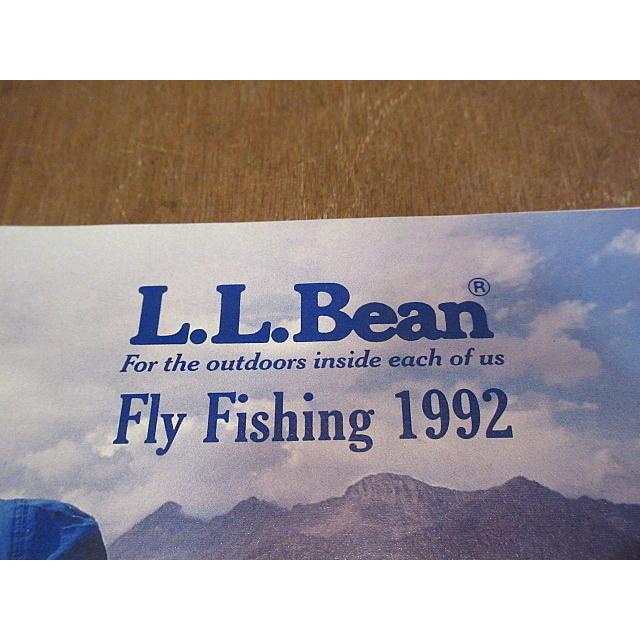 L.L.Bean®
For the outdoors inside each of us
Fly Fishing 1992